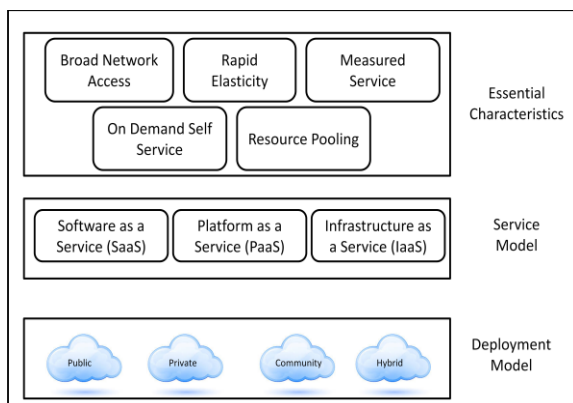 Broad Network
Access
Rapid
Elasticity
Measured
Service
On Demand Self
Service
Resource Pooling
Essential
Characteristics
Software as a
Service (SaaS)
Platform as a
Service (PaaS)
Infrastructure as
a Service (IaaS)
Service
Model
Public
Private
Community
Hybrid
Deployment
Model